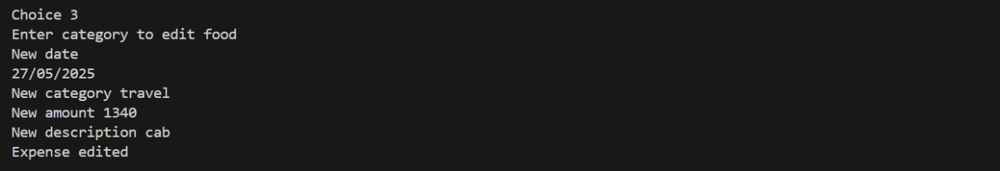 Choice 3
Enter category to edit food
New date
27/05/2025
New category travel
New amount 1340
New description cab
Expense edited